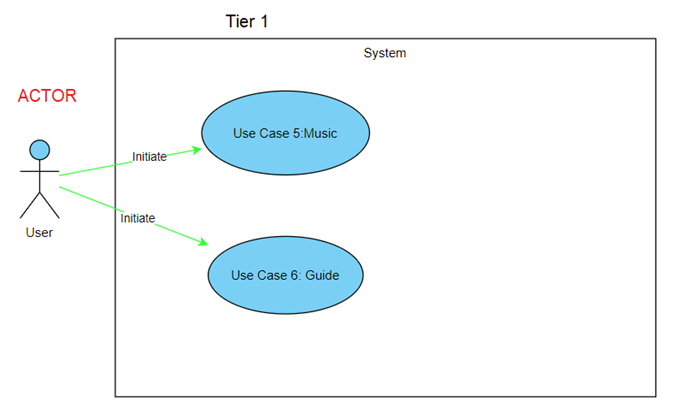 Tier 1
System
ACTOR
Use Case 5:Music
Initiate
Initiate
User
Use Case 6: Guide